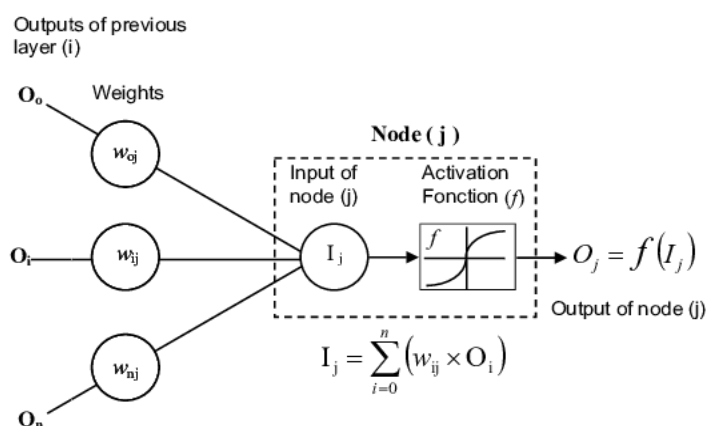 Outputs of previous
layer (i)
Oₒ
Weights
wₒⱼ
Node ( j )
Input of
node (j)
Activation
Fonction (f)
Oᵢ
wᵢⱼ
Iⱼ
f
Oⱼ = f(Iⱼ)
Output of node (j)
Iⱼ = ∑ⁿᵢ₌₀ (wᵢⱼ × Oᵢ)
wₙⱼ
Oₙ